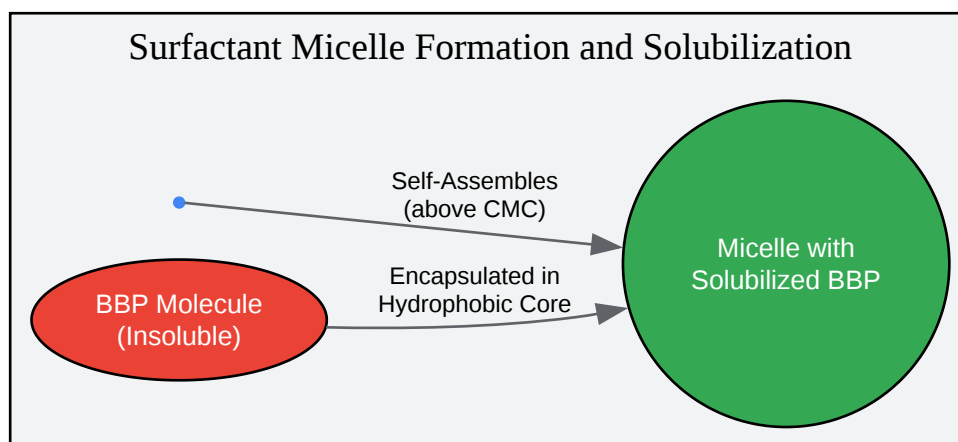 Surfactant Micelle Formation and Solubilization
Self-Assembles
(above CMC)
Encapsulated in
Hydrophobic Core
BBP Molecule
(Insoluble)
Micelle with
Solubilized BBP